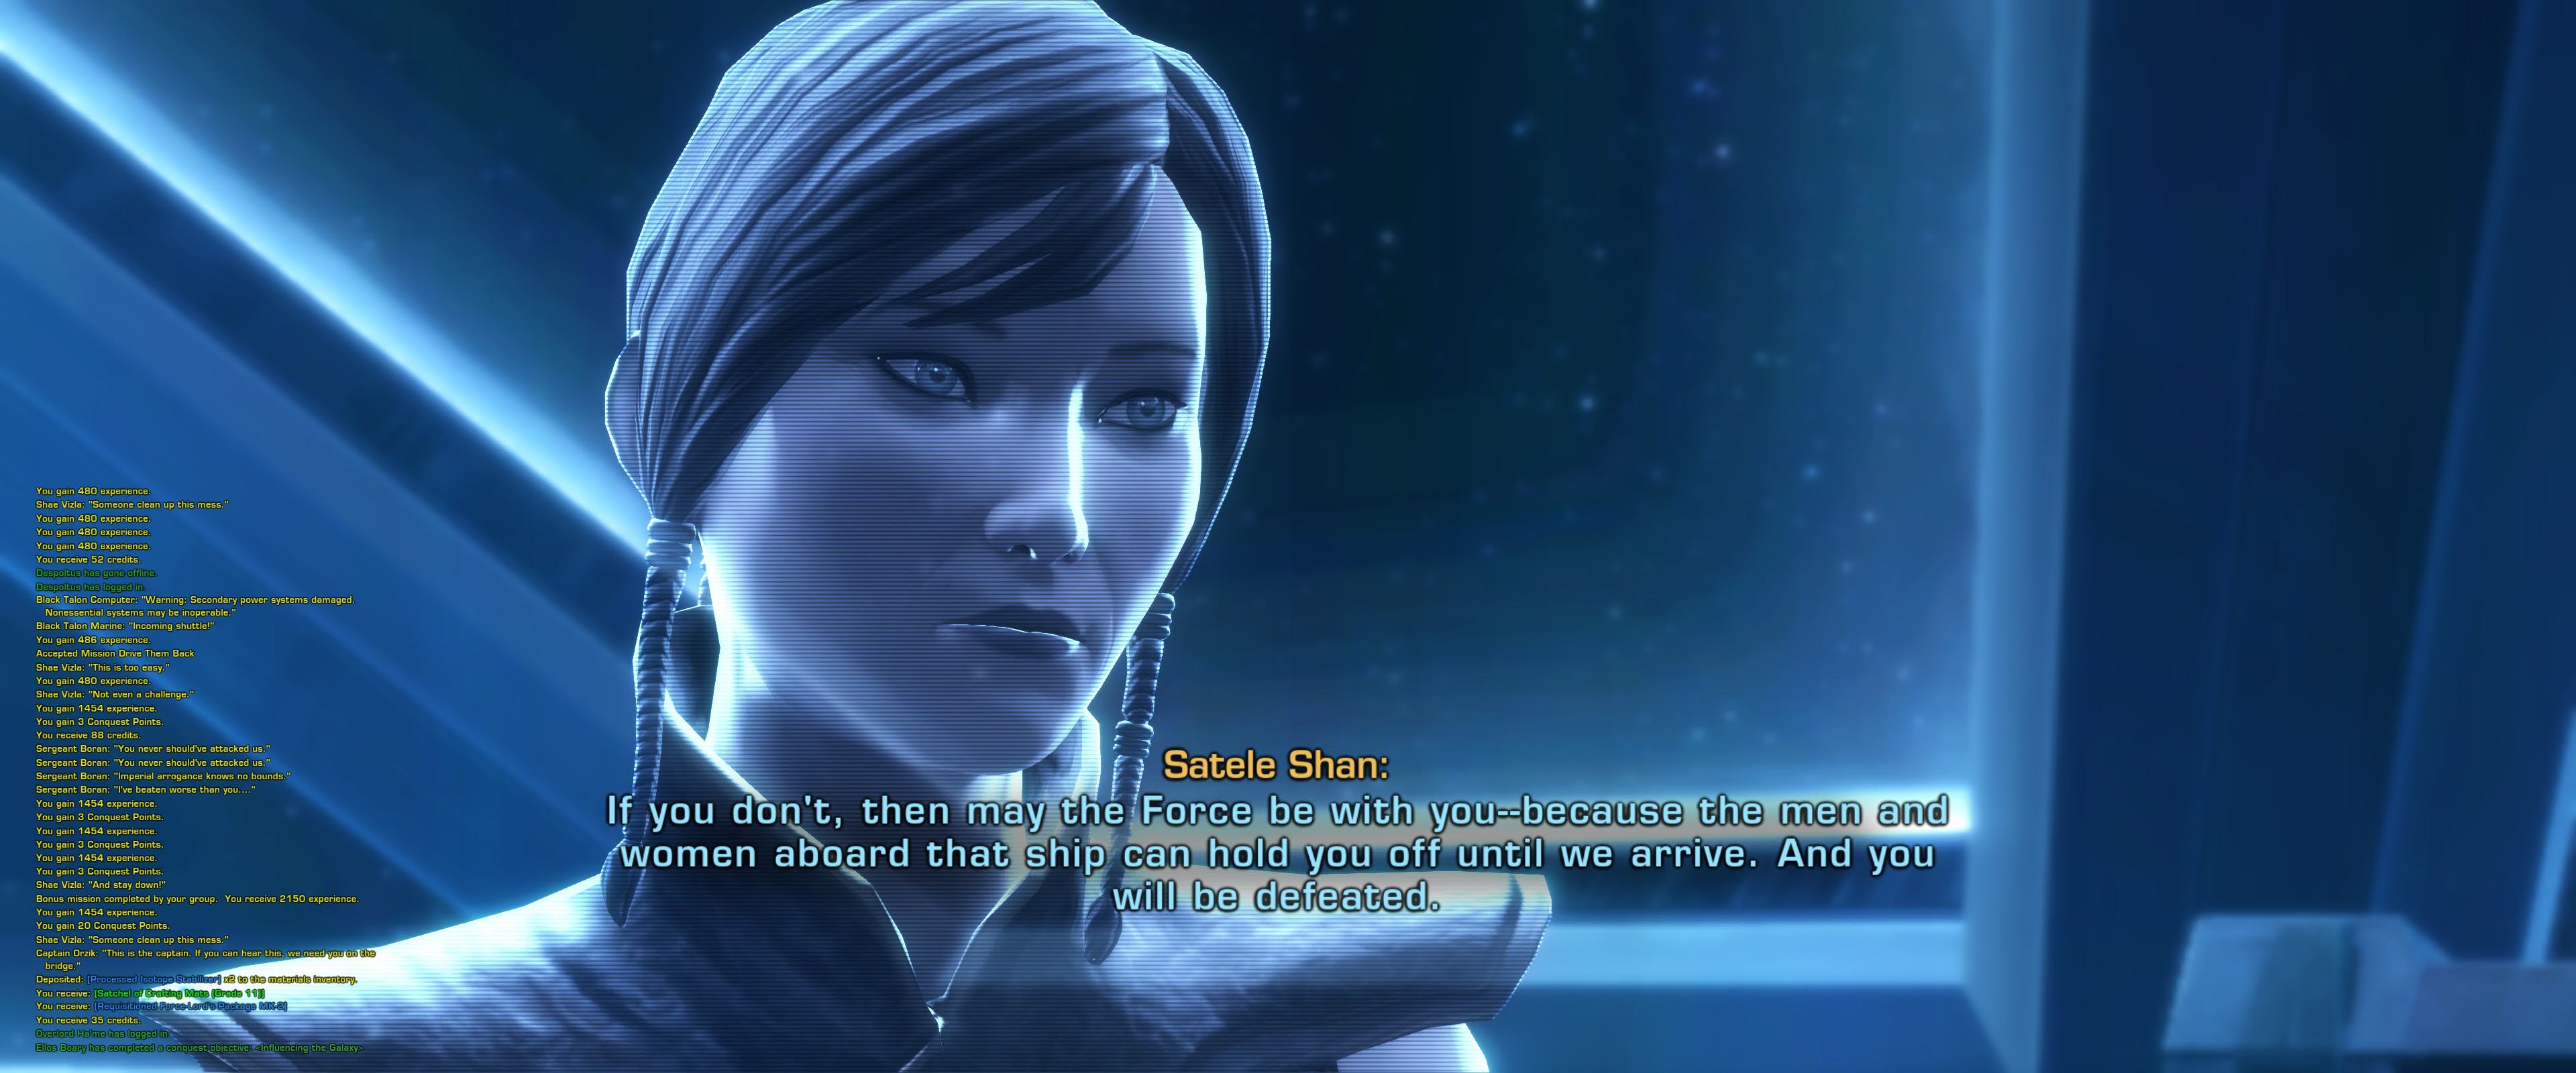 You gain 480 experience.
Shae Vizla: "Someone clean up this mess."
You gain 480 experience.
You gain 480 experience.
You gain 480 experience.
You receive 52 credits.
Despoltus has gone offline.
Despoltus has logged in.
Black Talon Computer: "Warning: Secondary power systems damaged.
Nonessential systems may be inoperable."
Black Talon Marine: "Incoming shuttle!"
You gain 486 experience.
Accepted Mission Drive Them Back
Shae Vizla: "This is too easy."
You gain 480 experience.
Shae Vizla: "Not even a challenge."
You gain 1454 experience.
You gain 3 Conquest Points.
You receive 88 credits.
Sergeant Boran: "You never should've attacked us."
Sergeant Boran: "You never should've attacked us."
Sergeant Boran: "Imperial arrogance knows no bounds."
Sergeant Boran: "I've beaten worse than you...."
You gain 1454 experience.
You gain 3 Conquest Points.
You gain 1454 experience.
You gain 3 Conquest Points.
You gain 1454 experience.
You gain 3 Conquest Points.
Shae Vizla: "And stay down!"
Bonus mission completed by your group. You receive 2150 experience.
You gain 1454 experience.
You gain 20 Conquest Points.
Shae Vizla: "Someone clean up this mess."
Captain Orzik: "This is the captain. If you can hear this, we need you on the
bridge."
Deposited: [Processed Isotope Stabilizer] x2 to the materials inventory.
You receive: [Satchel of Crafting Mats (Grade 11)]
You receive: [Requisitioned Force-Lord's Package MK-2]
You receive 35 credits.
Overlord Ha'me has logged in.
Ellos Boary has completed a conquest objective: <Influencing the Galaxy>
Satele Shan:
If you don't, then may the Force be with you--because the men and
women aboard that ship can hold you off until we arrive. And you
will be defeated.